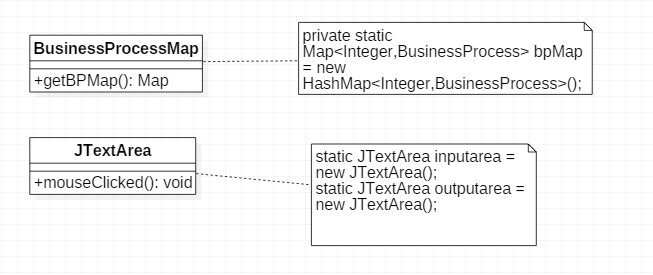 BusinessProcessMap
+getBPMap(): Map
private static
Map<Integer,BusinessProcess> bpMap
= new
HashMap<Integer,BusinessProcess>();
JTextArea
+mouseClicked(): void
static JTextArea inputarea =
new JTextArea();
static JTextArea outputarea =
new JTextArea();